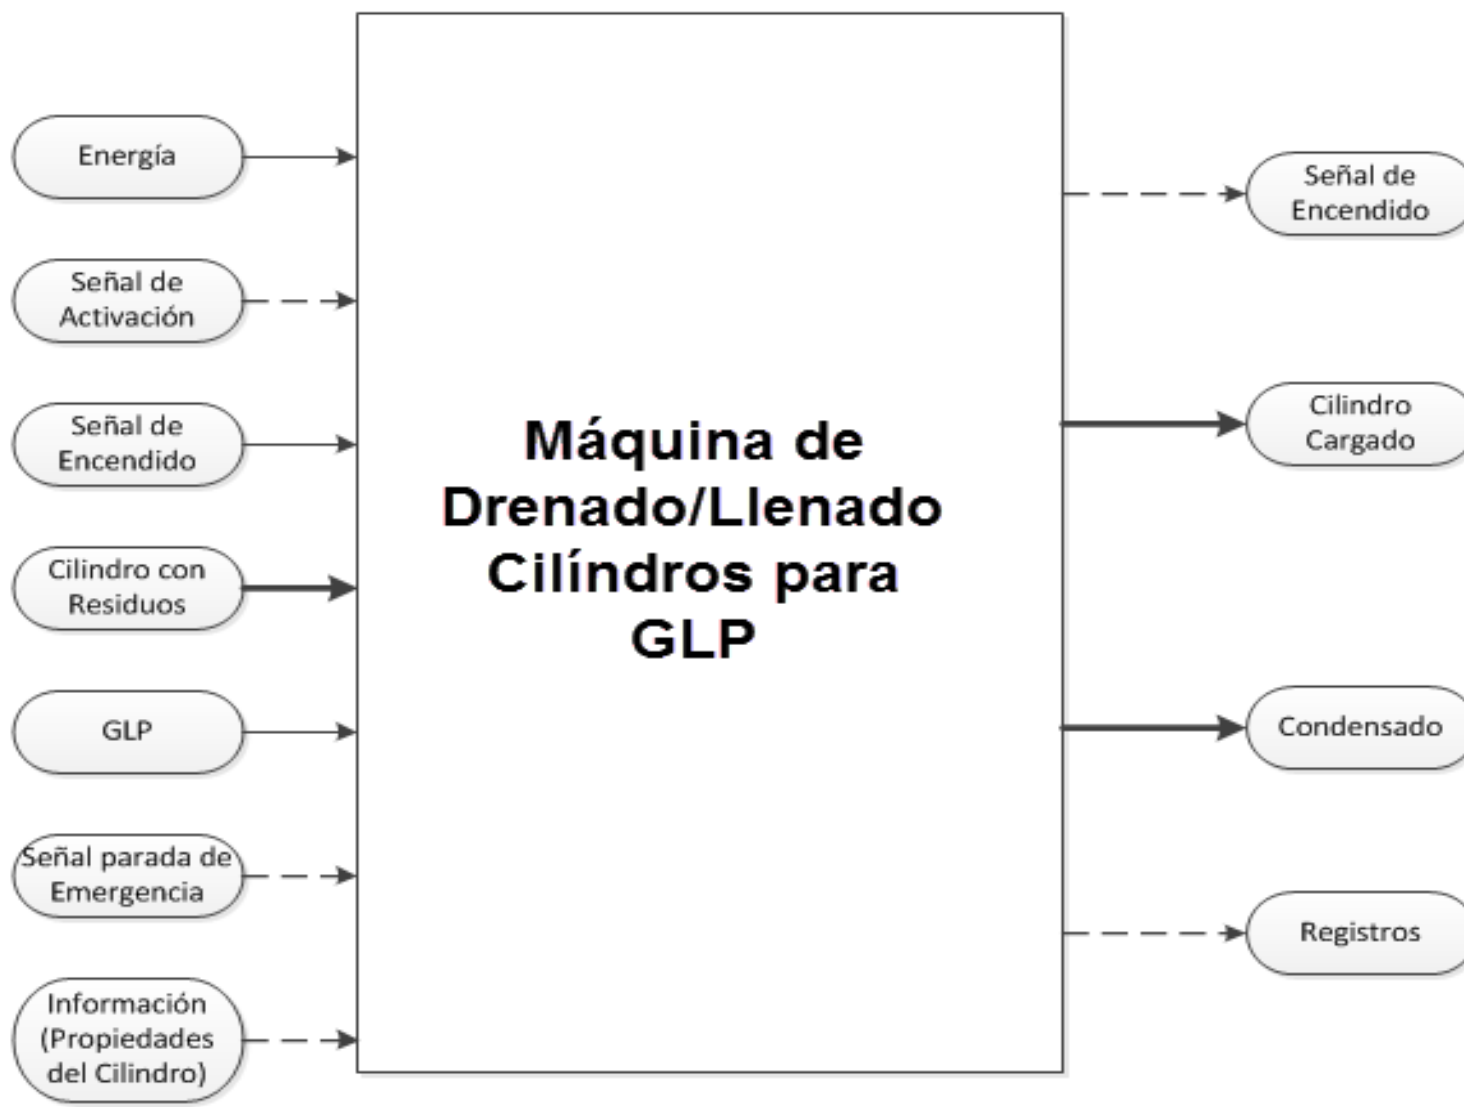 Energía
Señal de
Activación
Señal de
Encendido
Cilindro con
Residuos
GLP
Señal parada de
Emergencia
Información
(Propiedades
del Cilindro)
Máquina de
Drenado/Llenado
Cilíndros para
GLP
Señal de
Encendido
Cilindro
Cargado
Condensado
Registros